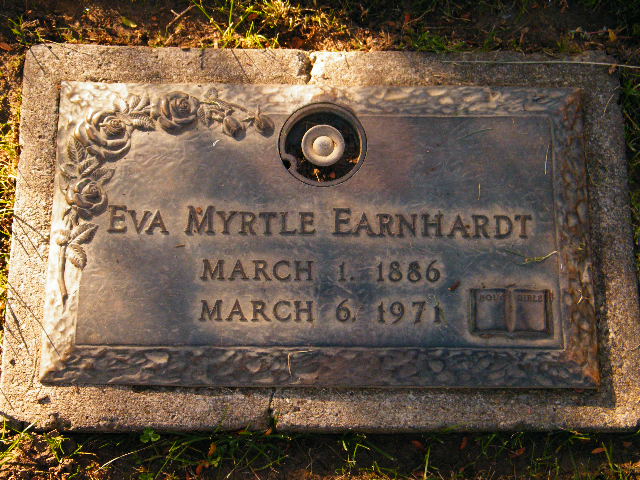 Eva Myrtle Earnhardt
March 1, 1886
March 6, 1971
HOLY BIBLE